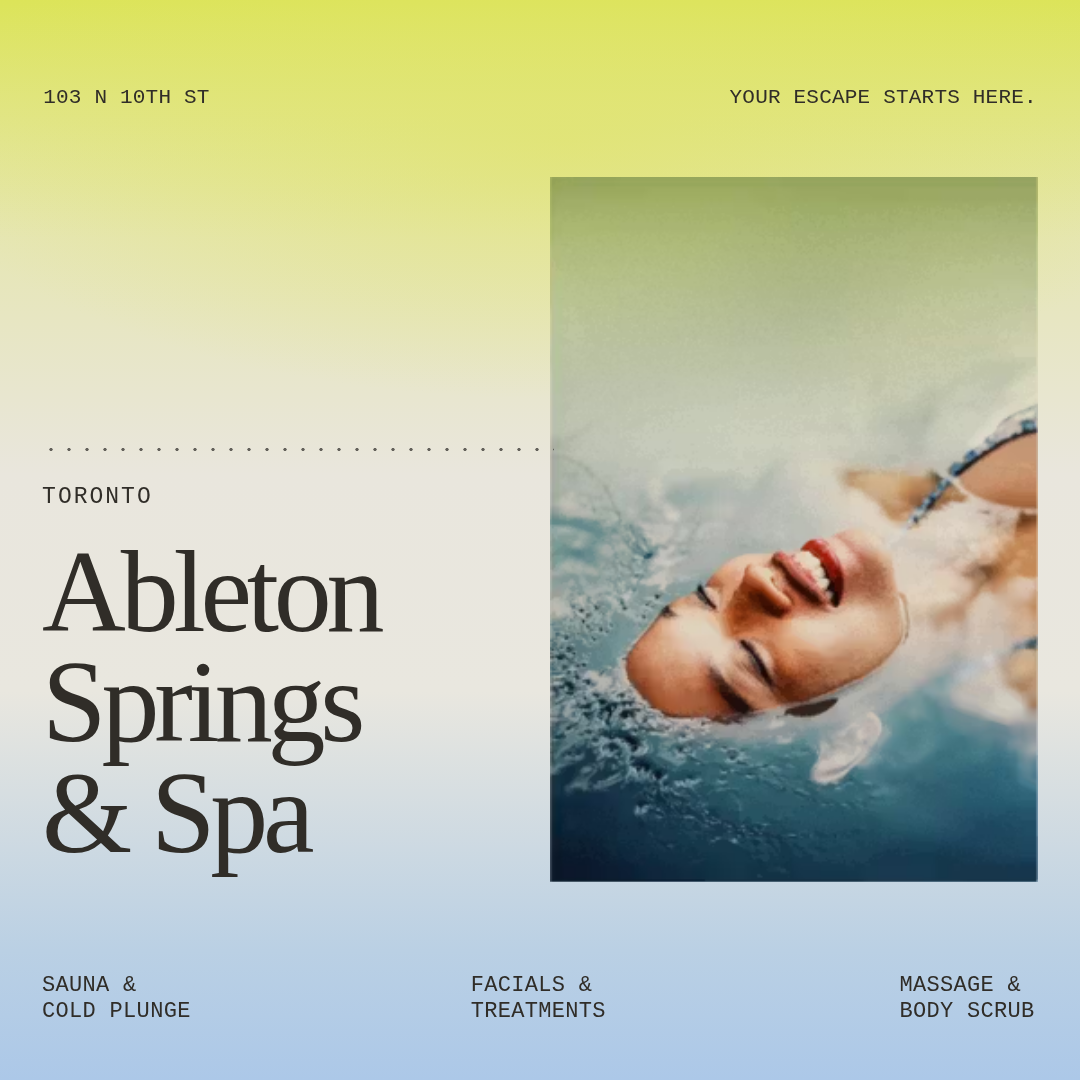 103 N 10TH ST
YOUR ESCAPE STARTS HERE.
TORONTO
Ableton
Springs
& Spa
SAUNA &
COLD PLUNGE
FACIALS &
TREATMENTS
MASSAGE &
BODY SCRUB